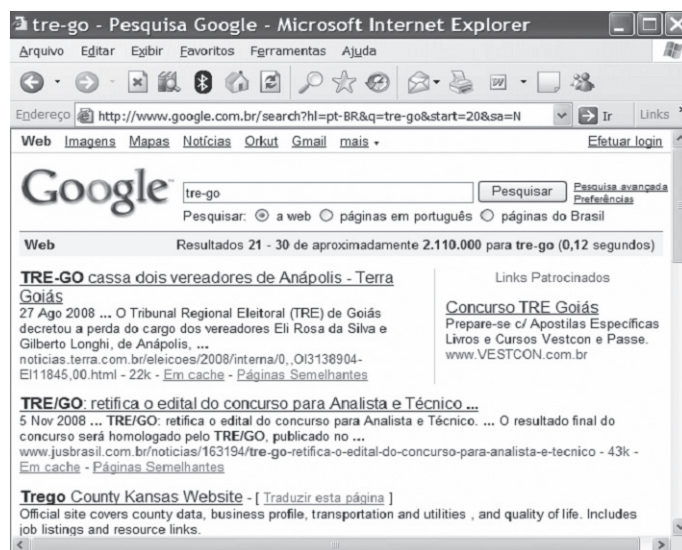 tre-go - Pesquisa Google - Microsoft Internet Explorer
Arquivo Editar Exibir Favoritos Ferramentas Ajuda
Endereço http://www.google.com.br/search?hl=pt-BR&q=tre-go&start=20&sa=N Ir Links
Web Imagens Mapas Notícias Orkut Gmail mais Efetuar login
Google tre-go Pesquisar Pesquisa avançada
Preferências
Pesquisar: a web páginas em português páginas do Brasil
Web Resultados 21 - 30 de aproximadamente 2.110.000 para tre-go (0,12 segundos)
TRE-GO cassa dois vereadores de Anápolis - Terra
Goiás
27 Ago 2008 ... O Tribunal Regional Eleitoral (TRE) de Goiás
decretou a perda do cargo dos vereadores Eli Rosa da Silva e
Gilberto Longhi, de Anápolis, ...
noticias.terra.com.br/eleicoes/2008/interna/0,,OI3138904-
EI11845,00.html - 22k - Em cache - Páginas Semelhantes
Links Patrocinados
Concurso TRE Goiás
Prepare-se c/ Apostilas Específicas
Livros e Cursos Vestcon e Passe.
www.VESTCON.com.br
TRE/GO: retifica o edital do concurso para Analista e Técnico ...
5 Nov 2008 ... TRE/GO: retifica o edital do concurso para Analista e Técnico. ... O resultado final do
concurso será homologado pelo TRE/GO, publicado no ...
www.jusbrasil.com.br/noticias/163194/tre-go-retifica-o-edital-do-concurso-para-analista-e-tecnico - 43k -
Em cache - Páginas Semelhantes
Trego County Kansas Website - [ Traduzir esta página ]
Official site covers county data, business profile, transportation and utilities , and quality of life. Includes
job listings and resource links.